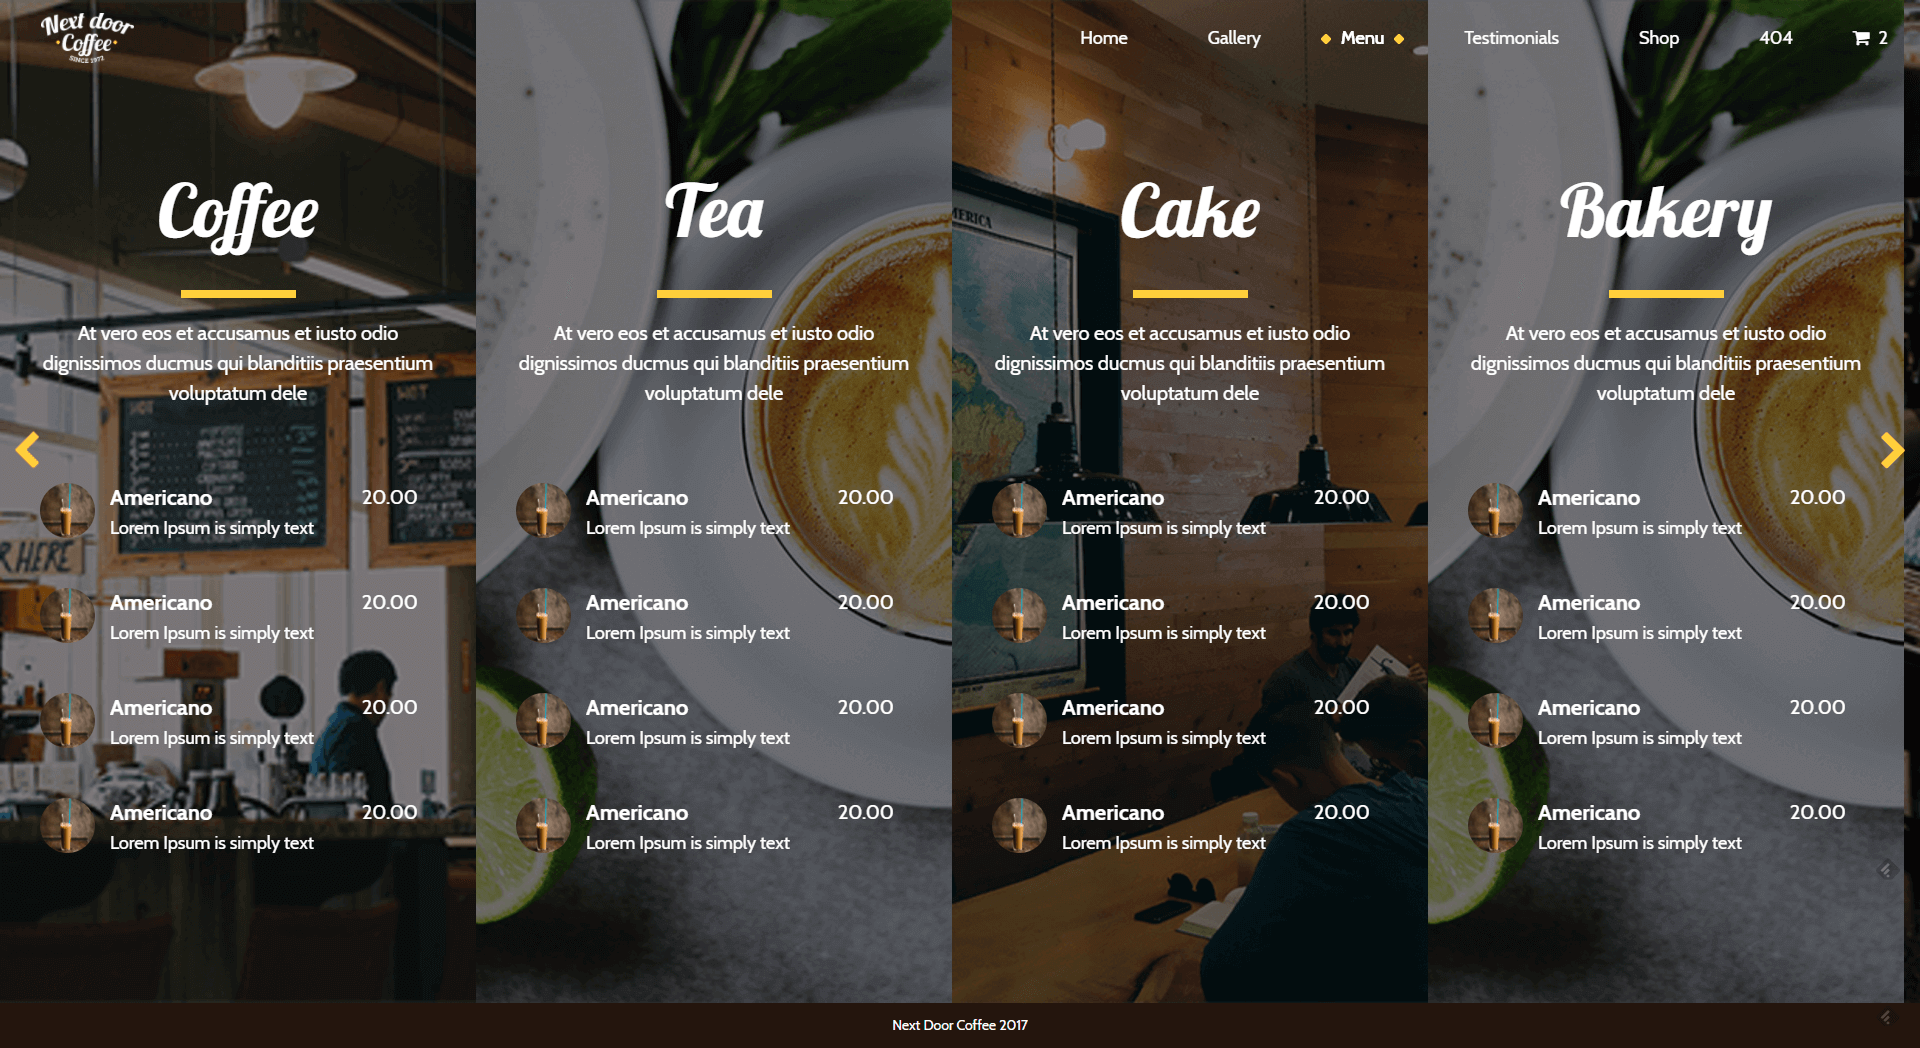 Next door
Coffee
SINCE 1972
Home
Gallery
Menu
Testimonials
Shop
404
2
Coffee
At vero eos et accusamus et iusto odio
dignissimos ducmus qui blanditiis praesentium
voluptatum dele
Americano 20.00
Lorem Ipsum is simply text
Americano 20.00
Lorem Ipsum is simply text
Americano 20.00
Lorem Ipsum is simply text
Americano 20.00
Lorem Ipsum is simply text
HOT
HOT
R HERE
Tea
At vero eos et accusamus et iusto odio
dignissimos ducmus qui blanditiis praesentium
voluptatum dele
Americano 20.00
Lorem Ipsum is simply text
Americano 20.00
Lorem Ipsum is simply text
Americano 20.00
Lorem Ipsum is simply text
Americano 20.00
Lorem Ipsum is simply text
Cake
MERICA
At vero eos et accusamus et iusto odio
dignissimos ducmus qui blanditiis praesentium
voluptatum dele
Americano 20.00
Lorem Ipsum is simply text
Americano 20.00
Lorem Ipsum is simply text
Americano 20.00
Lorem Ipsum is simply text
Americano 20.00
Lorem Ipsum is simply text
Bakery
At vero eos et accusamus et iusto odio
dignissimos ducmus qui blanditiis praesentium
voluptatum dele
Americano 20.00
Lorem Ipsum is simply text
Americano 20.00
Lorem Ipsum is simply text
Americano 20.00
Lorem Ipsum is simply text
Americano 20.00
Lorem Ipsum is simply text
Next Door Coffee 2017